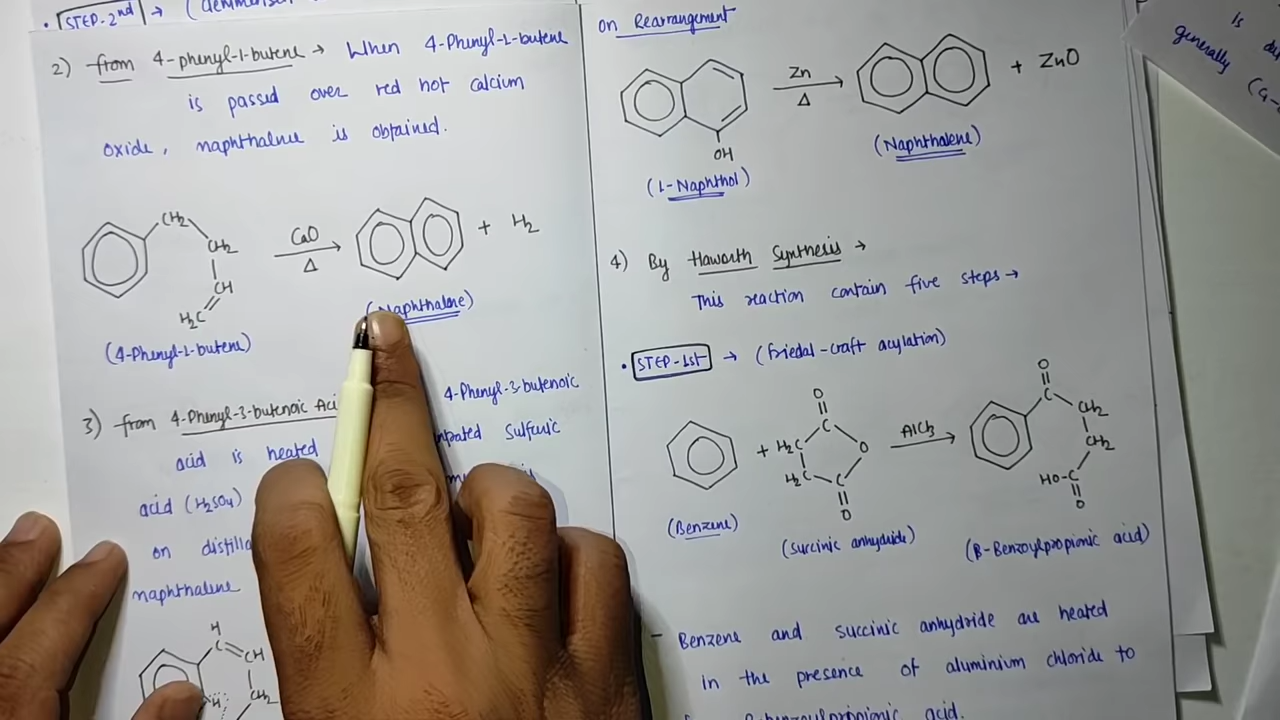 • STEP-2nd → (
2) from 4-phenyl-1-butene → When 4-Phenyl-1-butene
is passed over red hot calcium
oxide, naphthalene is obtained.
CH2
CH2
CH
H2C
CaO
Δ
+ H2
(4-Phenyl-1-butene)
(Naphthalene)
3) from 4-Phenyl-3-butenoic Aci
4-Phenyl-3-butenoic
acid is heated
Sulfuric
acid (H2SO4)
on distilla
naphthalene
H
C
CH
CH2
H
on Rearrangement
Zn
Δ
+ ZnO
OH
(1-Naphthol)
(Naphthalene)
4) By Haworth Synthesis →
This reaction contain five steps →
• STEP-1st → (friedal-craft acylation)
O
C
H2C
O
H2C
C
O
+
AlCl3
O
C
CH2
CH2
HO-C
O
(Benzene)
(succinic anhydride)
(β-Benzoylpropionic acid)
– Benzene and succinic anhydride are heated
in the presence of aluminium chloride to
acid.
is
generally